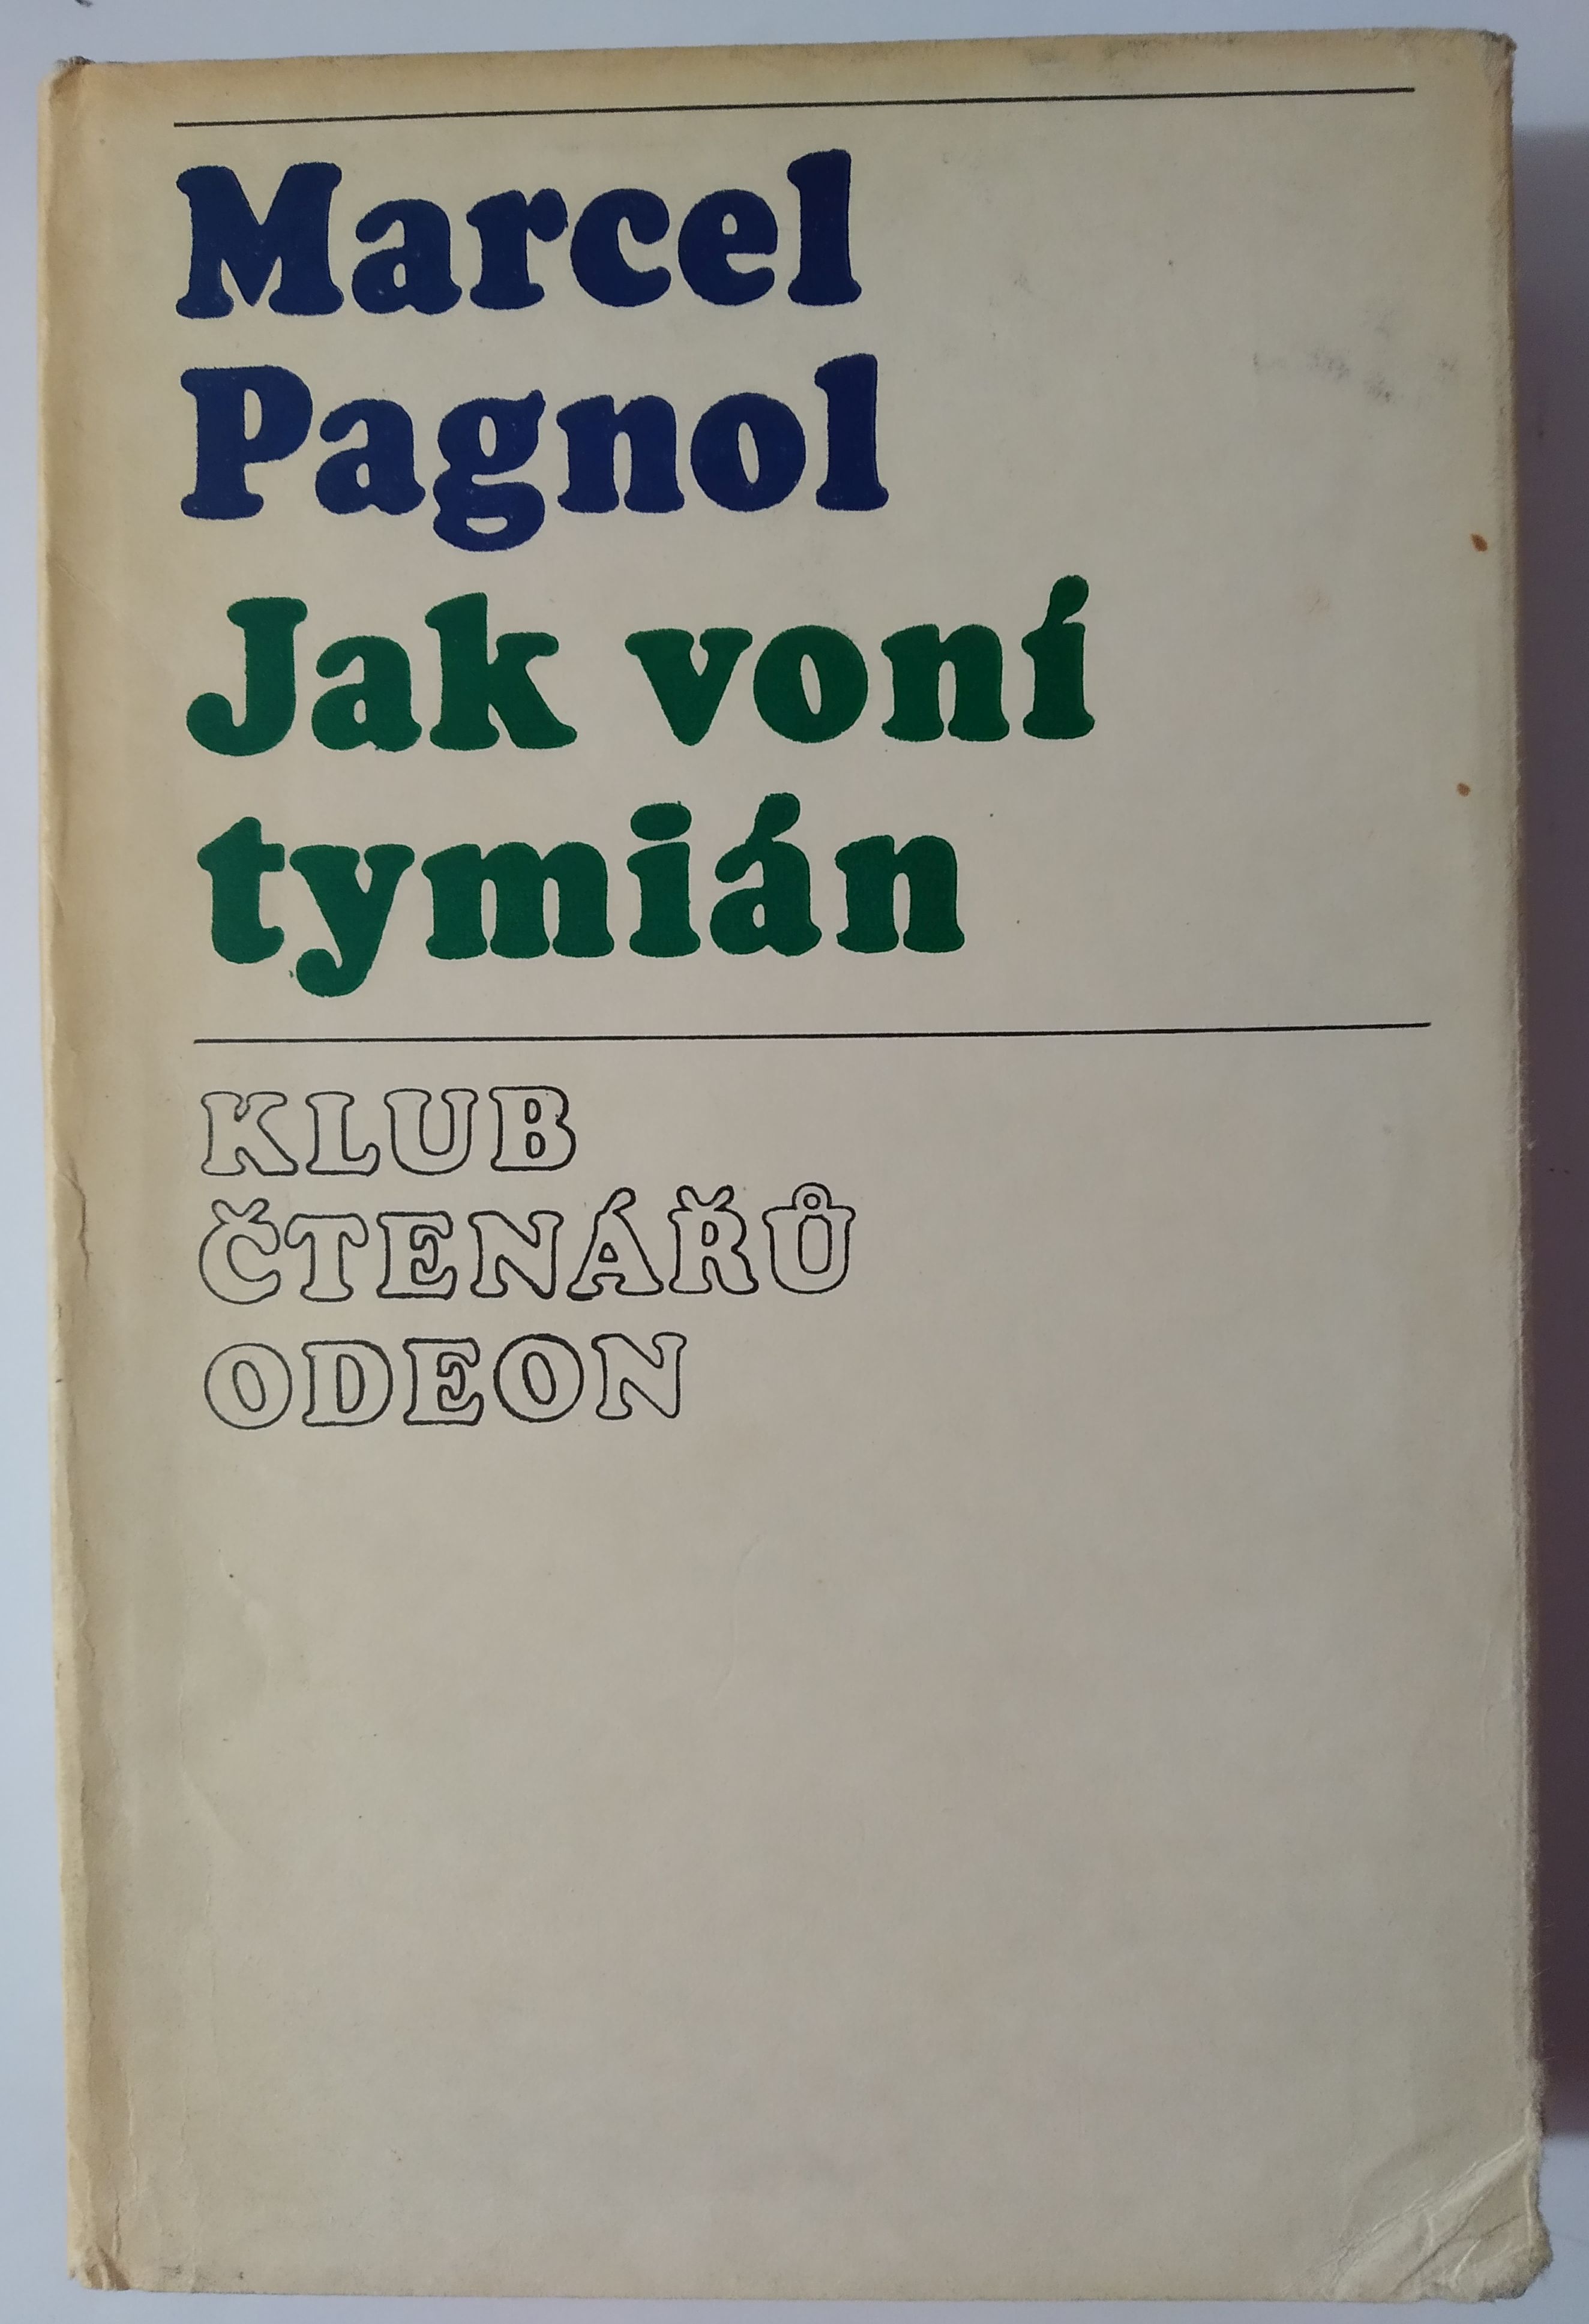 Marcel
Pagnol
Jak voní
tymián
KLUB
ČTENÁŘŮ
ODEON